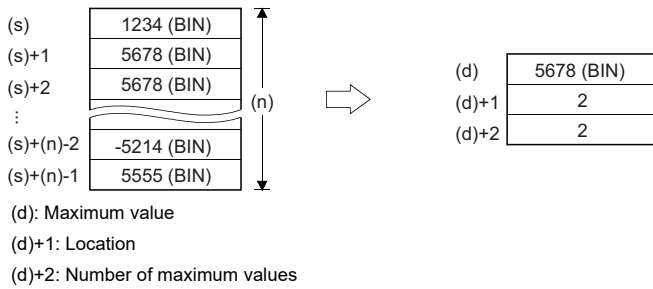 (s) 1234 (BIN)
(s)+1 5678 (BIN)
(s)+2 5678 (BIN)
⋮
(n)
(s)+(n)-2 -5214 (BIN)
(s)+(n)-1 5555 (BIN)
(d) 5678 (BIN)
(d)+1 2
(d)+2 2
(d): Maximum value
(d)+1: Location
(d)+2: Number of maximum values